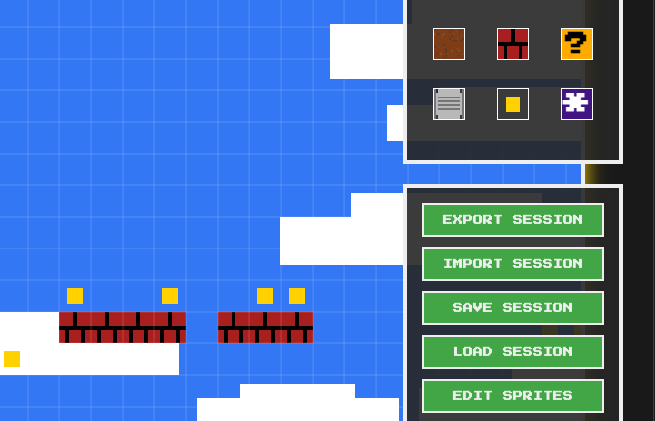 ?
EXPORT SESSION
IMPORT SESSION
SAVE SESSION
LOAD SESSION
EDIT SPRITES